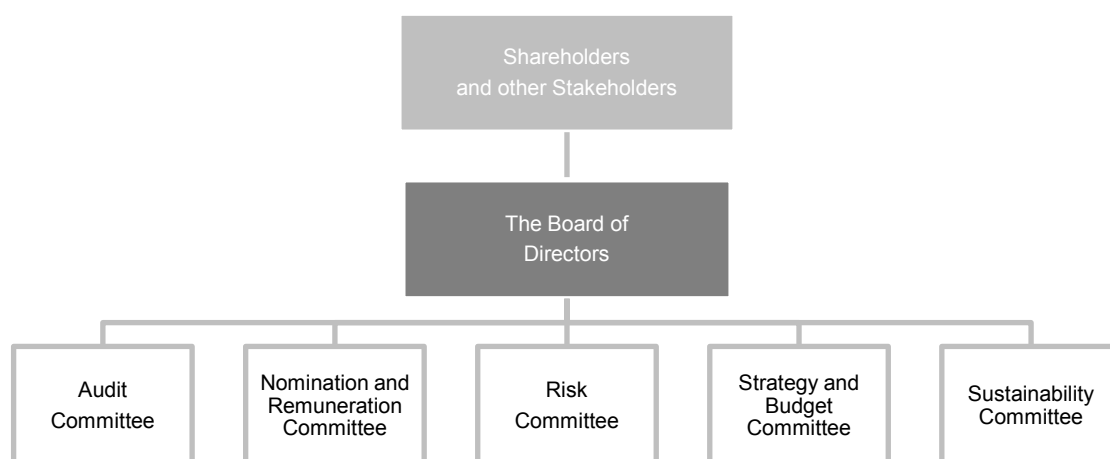 Shareholders
and other Stakeholders
The Board of
Directors
Audit
Committee
Nomination and
Remuneration
Committee
Risk
Committee
Strategy and
Budget
Committee
Sustainability
Committee